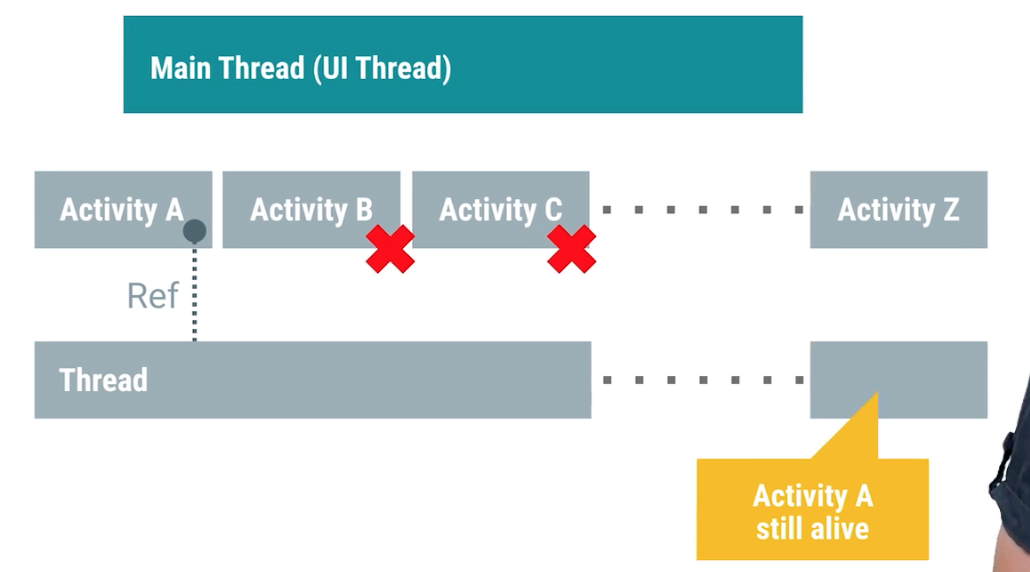 Main Thread (UI Thread)
Activity A
Activity B
Activity C
Activity Z
Ref
Thread
Activity A
still alive